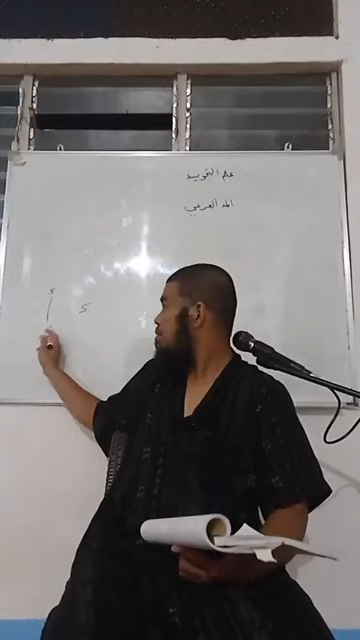 علم التجويد
المد الفرعي
ء أ